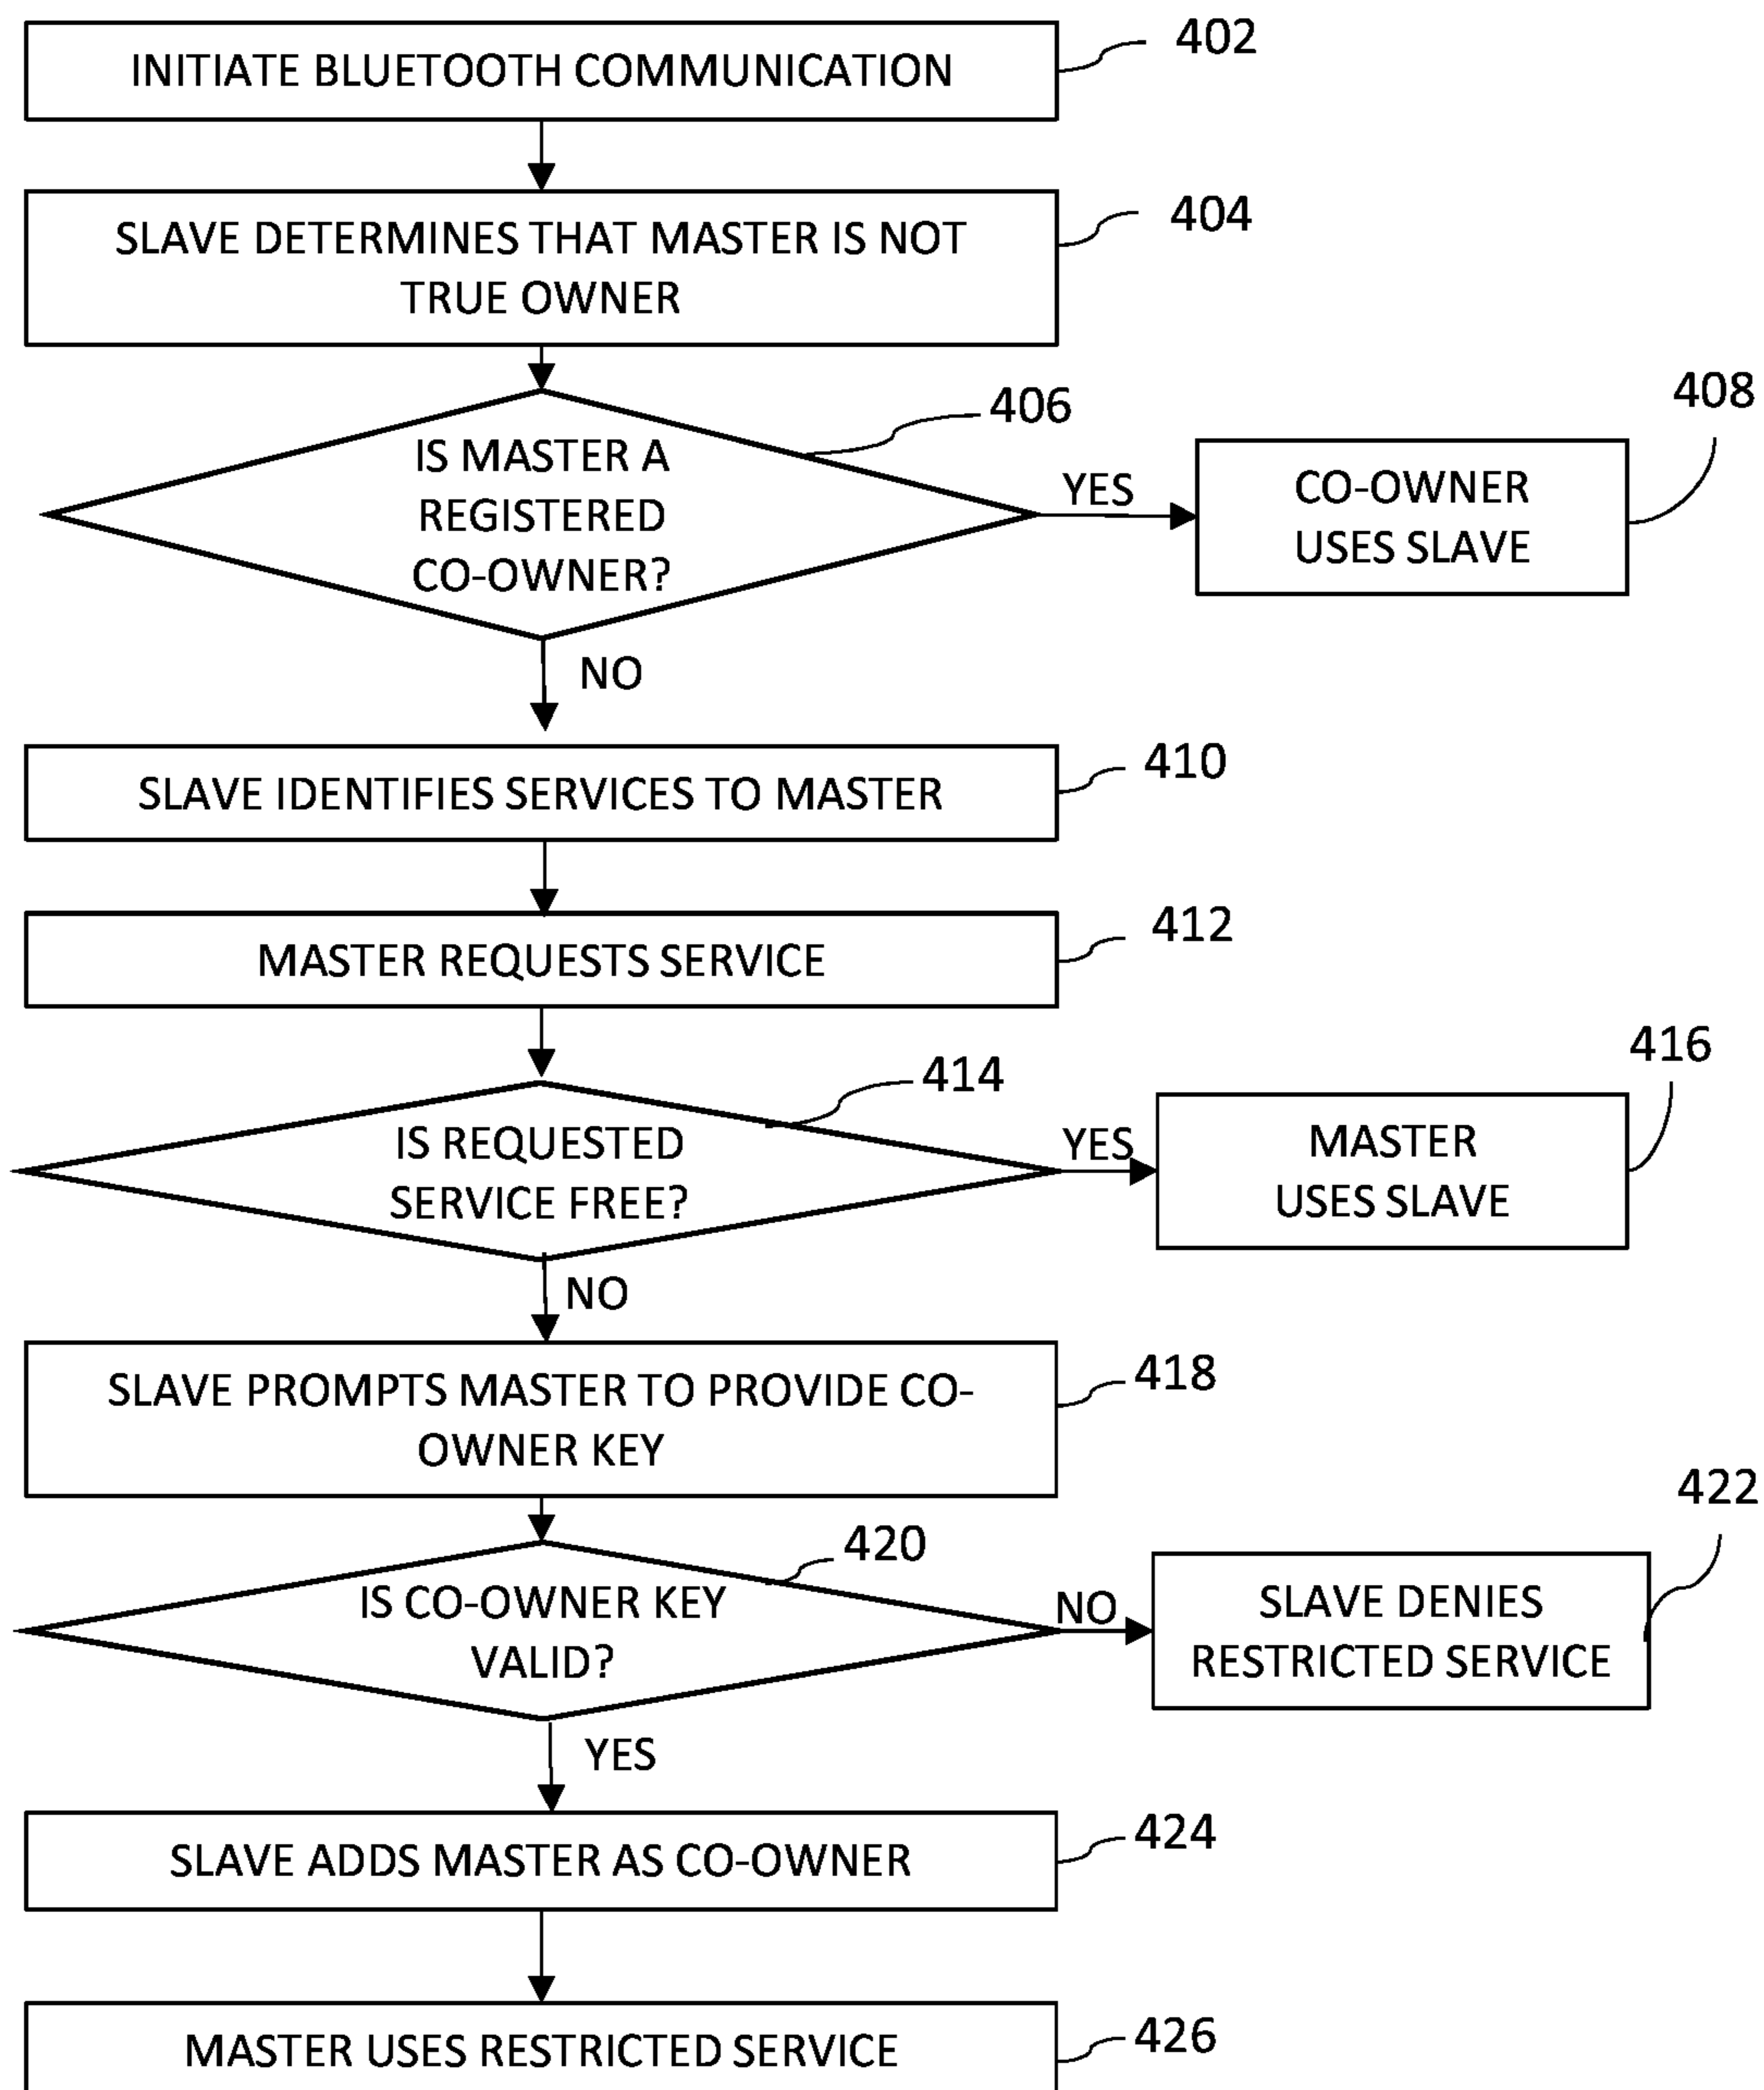 INITIATE BLUETOOTH COMMUNICATION
402
SLAVE DETERMINES THAT MASTER IS NOT
TRUE OWNER
404
IS MASTER A
REGISTERED
CO-OWNER?
406
YES
CO-OWNER
USES SLAVE
408
NO
SLAVE IDENTIFIES SERVICES TO MASTER
410
MASTER REQUESTS SERVICE
412
IS REQUESTED
SERVICE FREE?
414
YES
MASTER
USES SLAVE
416
NO
SLAVE PROMPTS MASTER TO PROVIDE CO-
OWNER KEY
418
IS CO-OWNER KEY
VALID?
420
NO
SLAVE DENIES
RESTRICTED SERVICE
422
YES
SLAVE ADDS MASTER AS CO-OWNER
424
MASTER USES RESTRICTED SERVICE
426